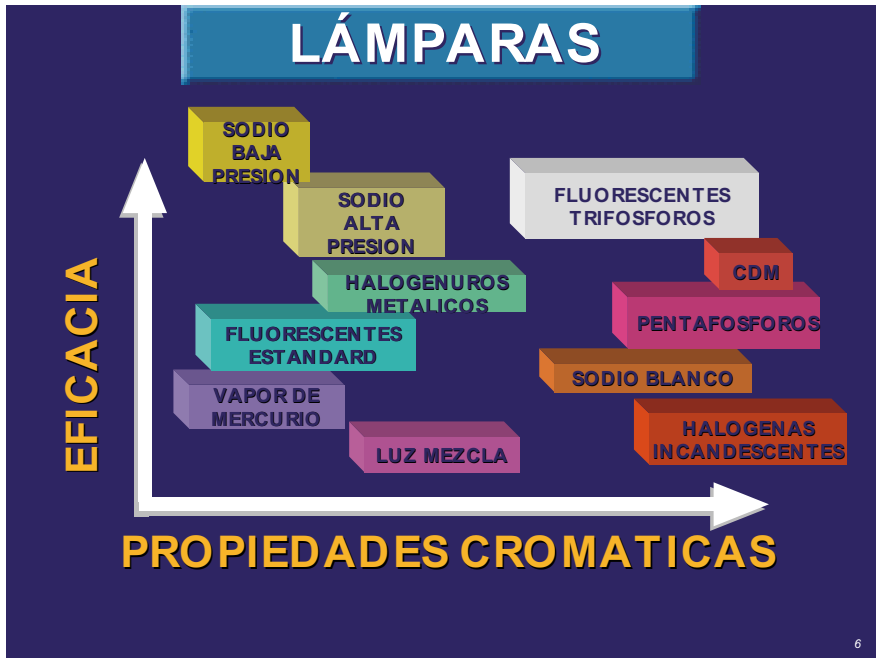 LÁMPARAS
SODIO
BAJA
PRESION
SODIO
ALTA
PRESION
FLUORESCENTES
TRIFOSFOROS
CDM
HALOGENUROS
METALICOS
PENTAFOSFOROS
FLUORESCENTES
ESTANDARD
SODIO BLANCO
VAPOR DE
MERCURIO
HALOGENAS
INCANDESCENTES
LUZ MEZCLA
EFICACIA
PROPIEDADES CROMATICAS
6